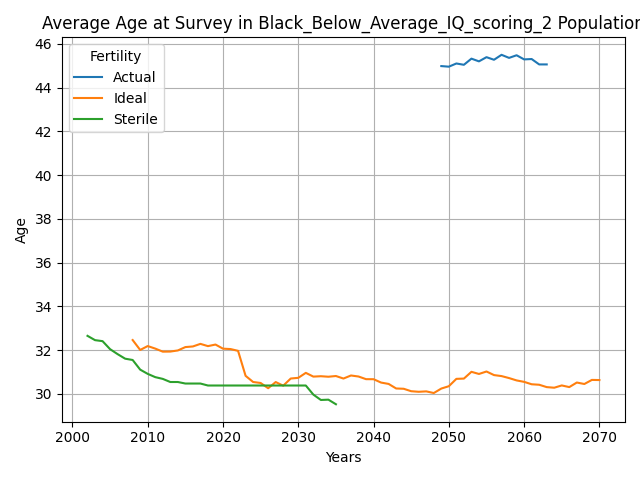 Average Age at Survey in Black_Below_Average_IQ_scoring_2 Population
Fertility
Actual
Ideal
Sterile
46
44
42
40
38
36
34
32
30
Age
2000 2010 2020 2030 2040 2050 2060 2070
Years